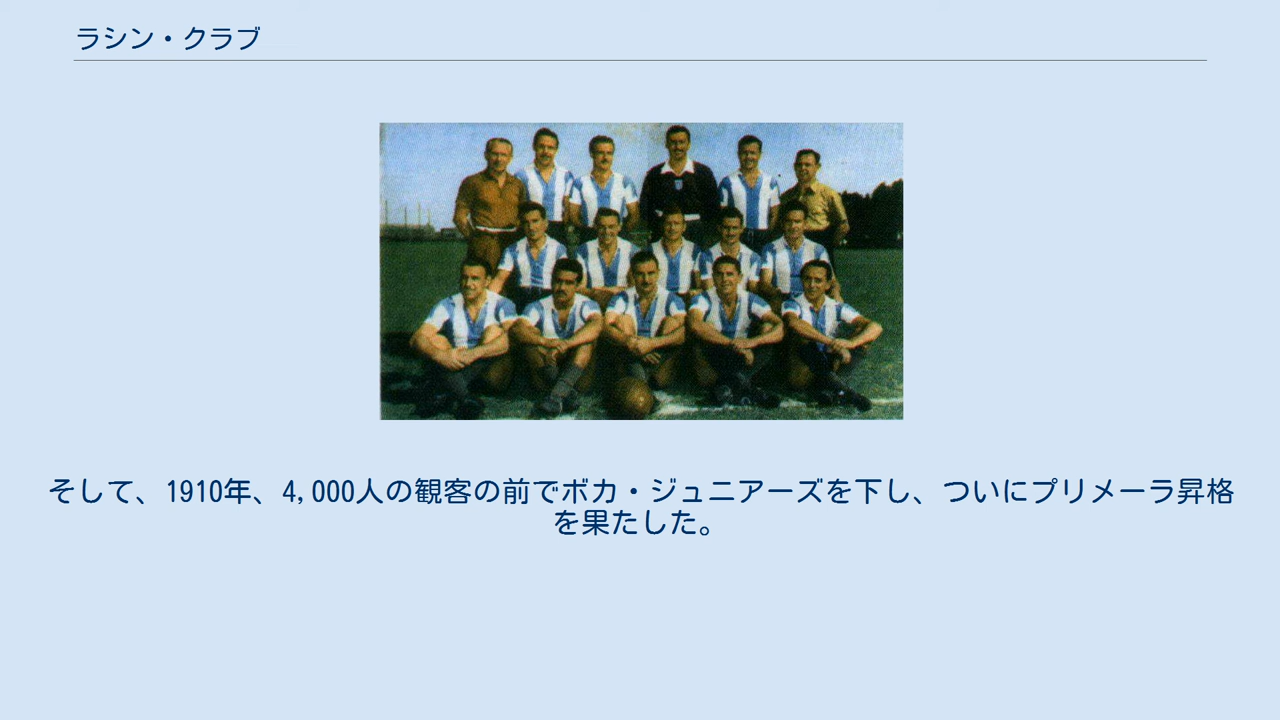 ラシン・クラブ
そして、1910年、4,000人の観客の前でボカ・ジュニアーズを下し、ついにプリメーラ昇格
を果たした。